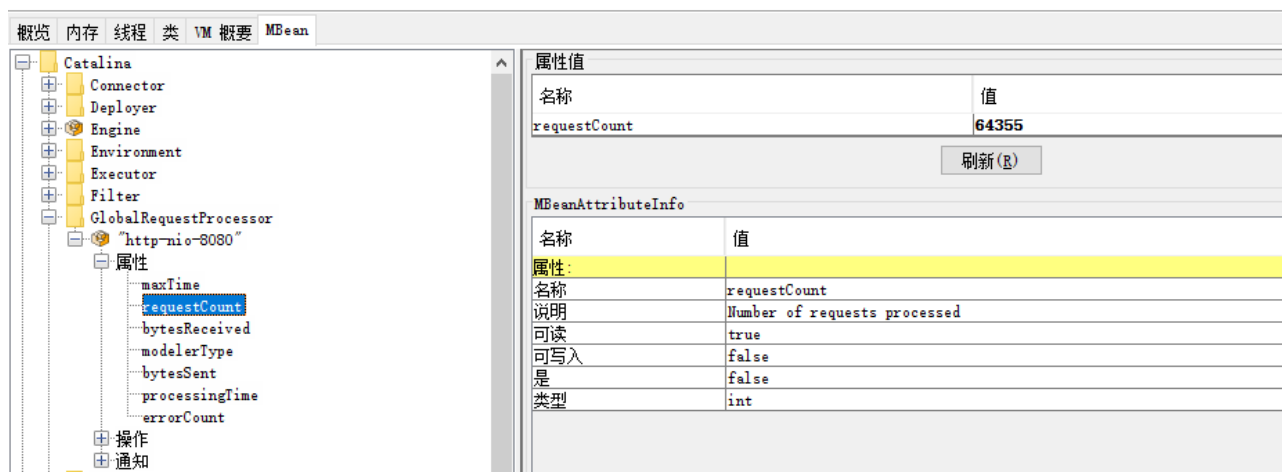 概览 内存 线程 类 VM 概要 MBean
Catalina
Connector
Deployer
Engine
Environment
Executor
Filter
GlobalRequestProcessor
"http-nio-8080"
属性
maxTime
requestCount
bytesReceived
modelerType
bytesSent
processingTime
errorCount
操作
通知
属性值
名称 值
requestCount 64355
刷新(R)
MBeanAttributeInfo
名称 值
属性:
名称 requestCount
说明 Number of requests processed
可读 true
可写入 false
是 false
类型 int